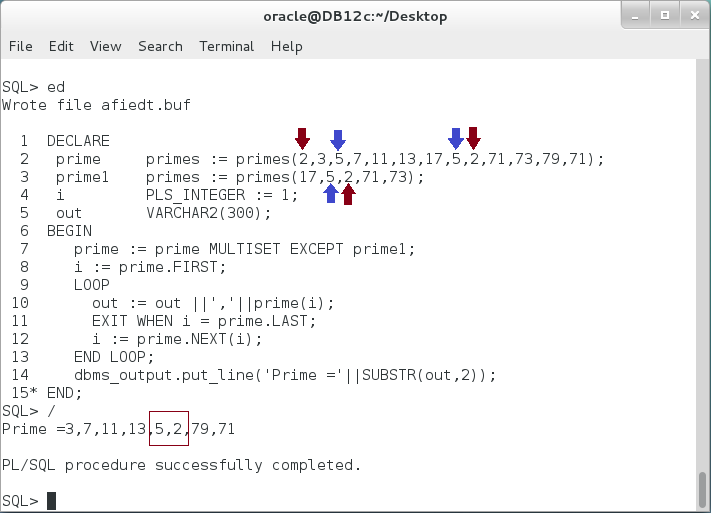 oracle@DB12c:~/Desktop
File Edit View Search Terminal Help
SQL> ed
Wrote file afiedt.buf
1 DECLARE
2 prime primes := primes(2,3,5,7,11,13,17,5,2,71,73,79,71);
3 prime1 primes := primes(17,5,2,71,73);
4 i PLS_INTEGER := 1;
5 out VARCHAR2(300);
6 BEGIN
7 prime := prime MULTISET EXCEPT prime1;
8 i := prime.FIRST;
9 LOOP
10 out := out ||','||prime(i);
11 EXIT WHEN i = prime.LAST;
12 i := prime.NEXT(i);
13 END LOOP;
14 dbms_output.put_line('Prime ='||SUBSTR(out,2));
15* END;
SQL> /
Prime =3,7,11,13,5,2,79,71
PL/SQL procedure successfully completed.
SQL>